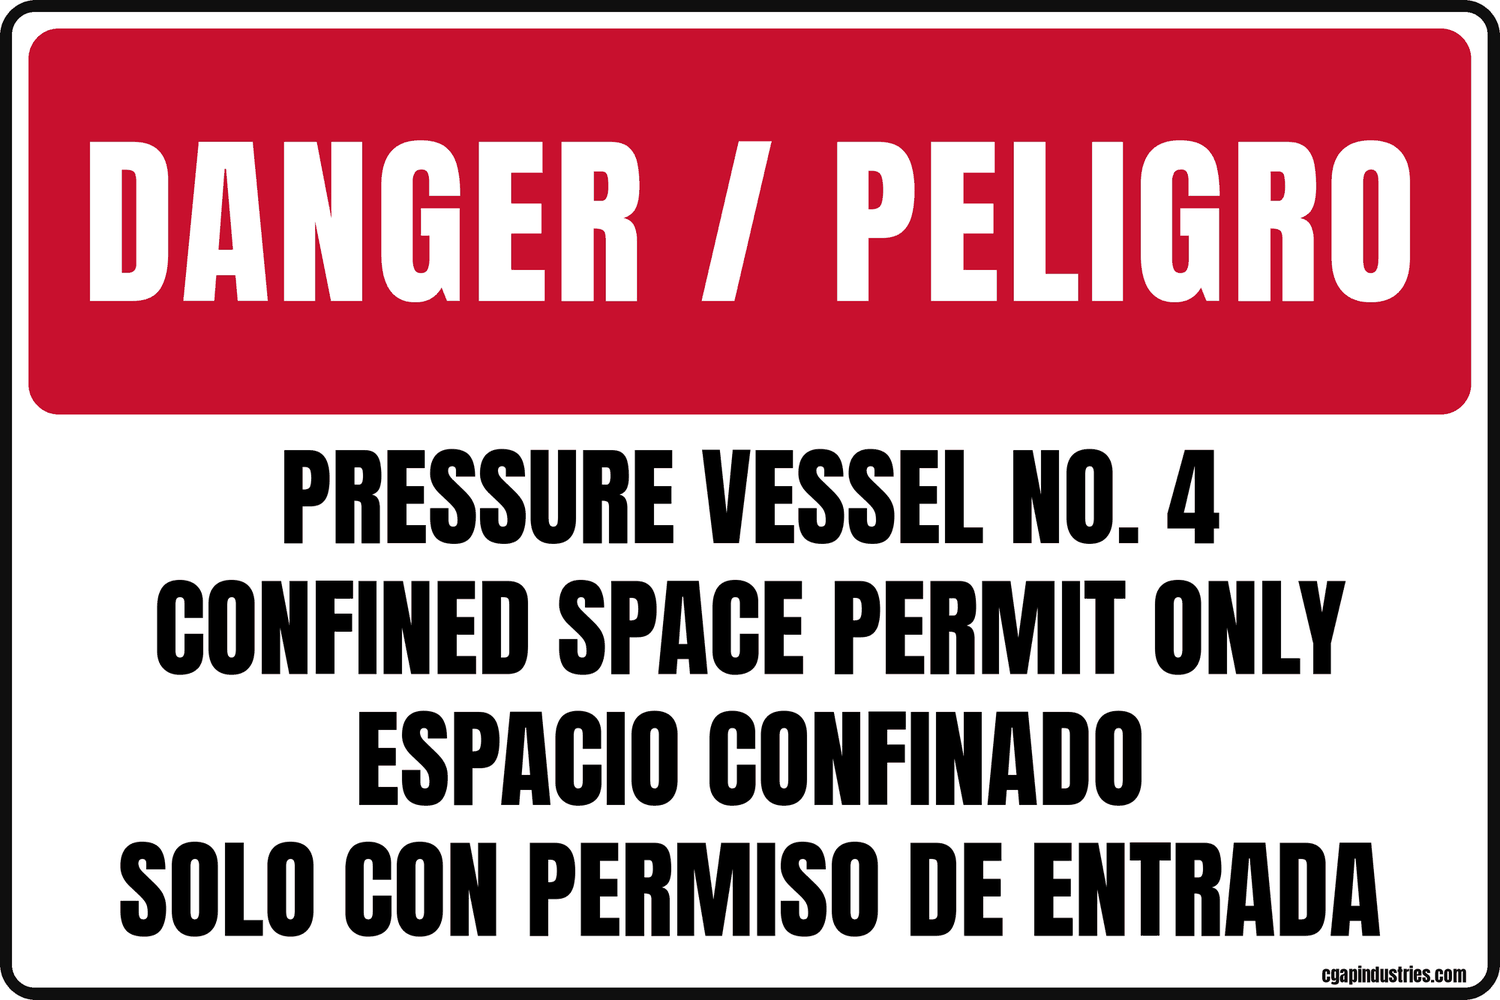 DANGER / PELIGRO
PRESSURE VESSEL NO. 4
CONFINED SPACE PERMIT ONLY
ESPACIO CONFINADO
SOLO CON PERMISO DE ENTRADA
cgapindustries.com